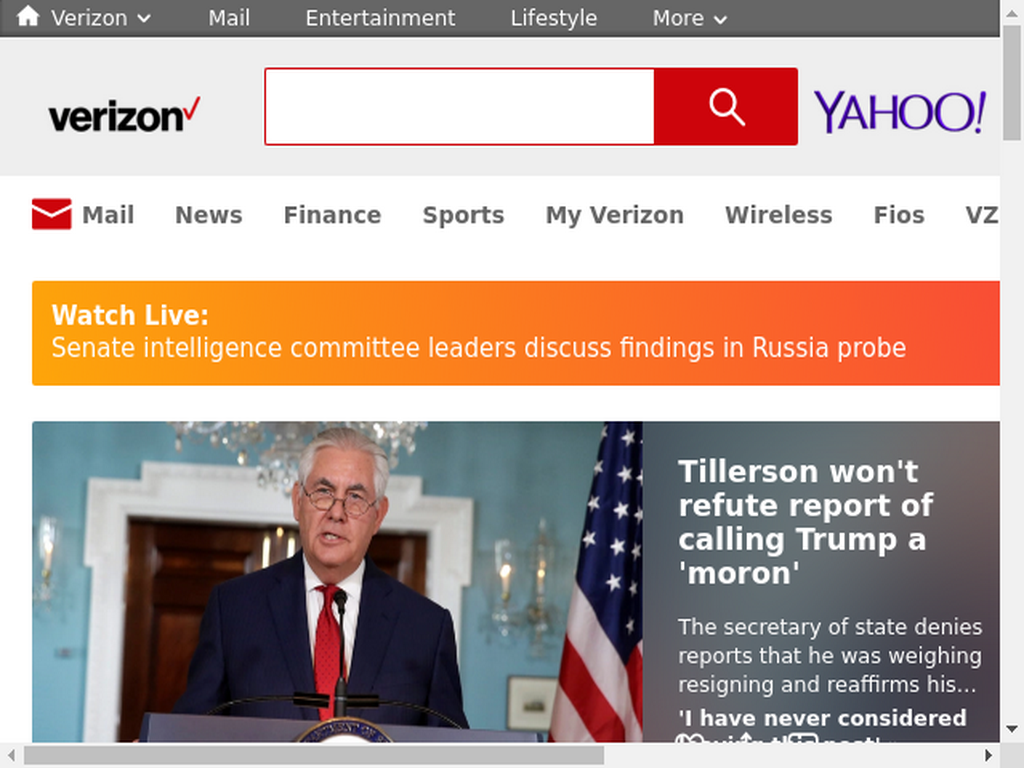 Verizon Mail Entertainment Lifestyle More
verizon YAHOO!
Mail News Finance Sports My Verizon Wireless Fios VZ
Watch Live:
Senate intelligence committee leaders discuss findings in Russia probe
Tillerson won't
refute report of
calling Trump a
'moron'
The secretary of state denies
reports that he was weighing
resigning and reaffirms his...
'I have never considered